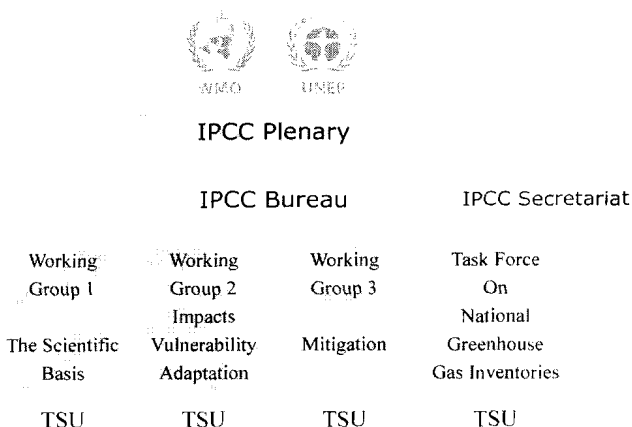 WMO UNEP
IPCC Plenary
IPCC Bureau IPCC Secretariat
Working Working Working Task Force
Group 1 Group 2 Group 3 On
Impacts National
The Scientific Vulnerability Mitigation Greenhouse
Basis Adaptation Gas Inventories
TSU TSU TSU TSU